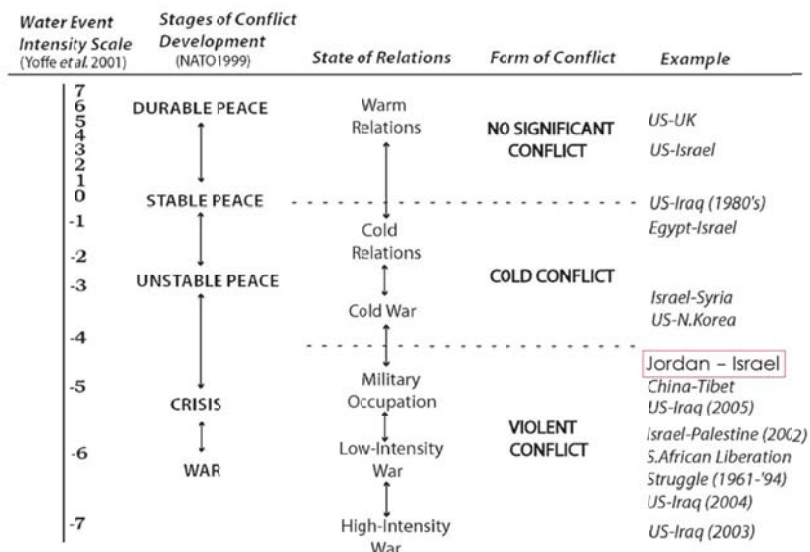 Water Event
Intensity Scale
(Yoffe et al. 2001)
Stages of Conflict
Development
(NATO 1999)
State of Relations
Form of Conflict
Example
7
6
5
4
3
2
1
0
-1
-2
-3
-4
-5
-6
-7
DURABLE PEACE
STABLE PEACE
UNSTABLE PEACE
CRISIS
WAR
Warm
Relations
Cold
Relations
Cold War
Military
Occupation
Low-Intensity
War
High-Intensity
War
NO SIGNIFICANT
CONFLICT
COLD CONFLICT
VIOLENT
CONFLICT
US-UK
US-Israel
US-Iraq (1980's)
Egypt-Israel
Israel-Syria
US-N.Korea
Jordan – Israel
China-Tibet
US-Iraq (2005)
Israel-Palestine (2002)
S.African Liberation
Struggle (1961-'94)
US-Iraq (2004)
US-Iraq (2003)